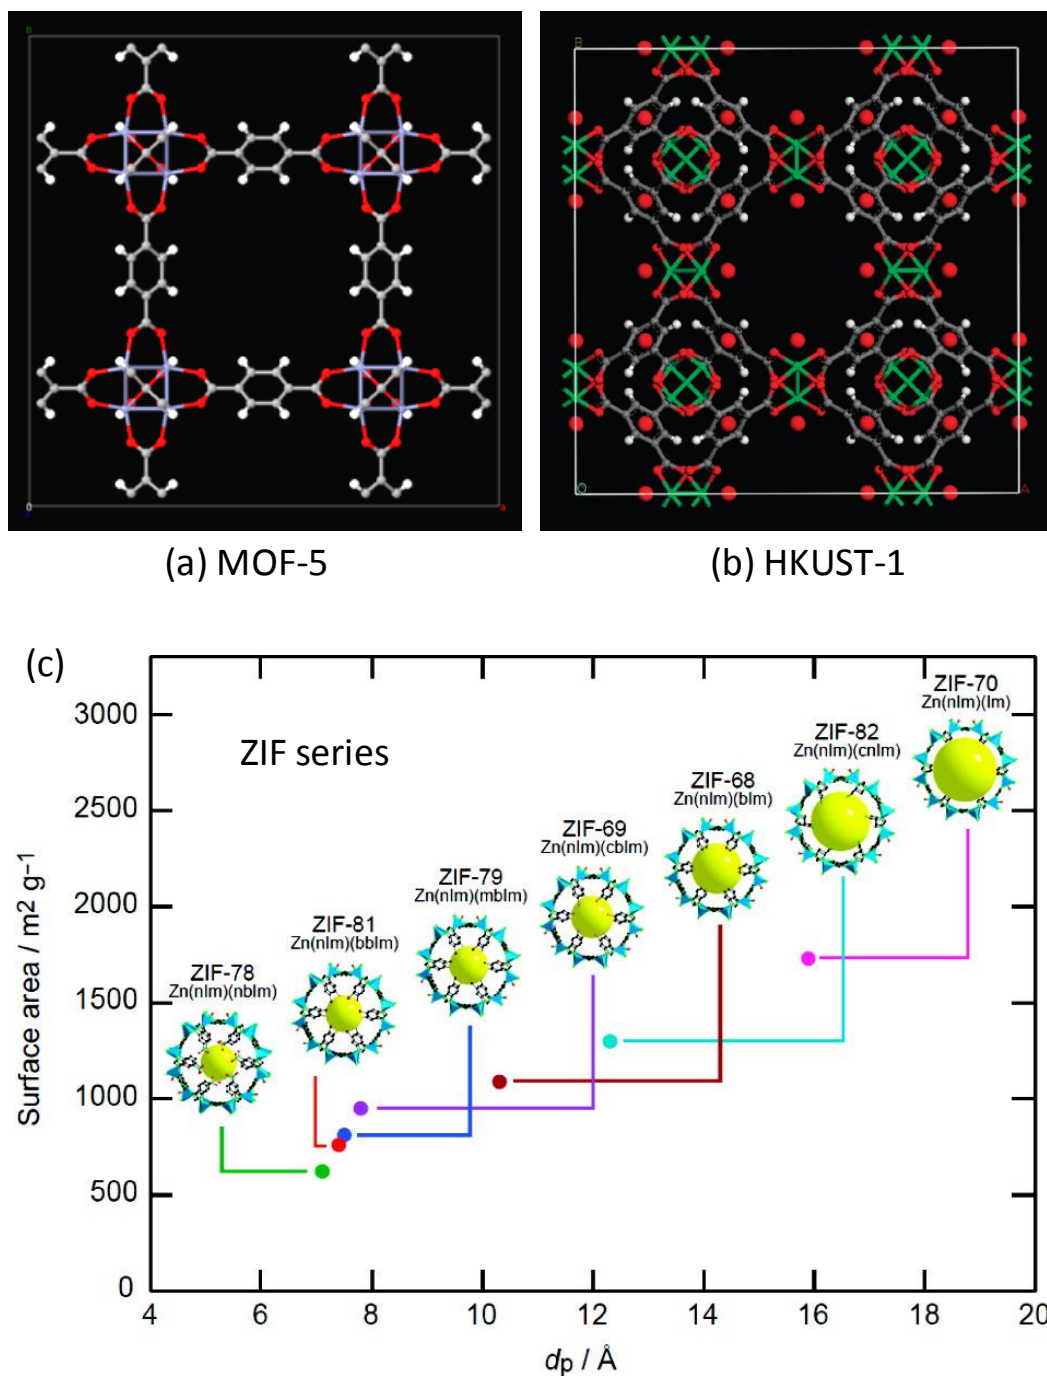 b
0
a
(a) MOF-5
B
O
A
(b) HKUST-1
(c)
ZIF series
Surface area / m² g⁻¹
3000
2500
2000
1500
1000
500
0
ZIF-78
Zn(nIm)(nbIm)
ZIF-81
Zn(nIm)(bbIm)
ZIF-79
Zn(nIm)(mbIm)
ZIF-69
Zn(nIm)(cbIm)
ZIF-68
Zn(nIm)(bIm)
ZIF-82
Zn(nIm)(cnIm)
ZIF-70
Zn(nIm)(Im)
4 6 8 10 12 14 16 18 20
dp / Å